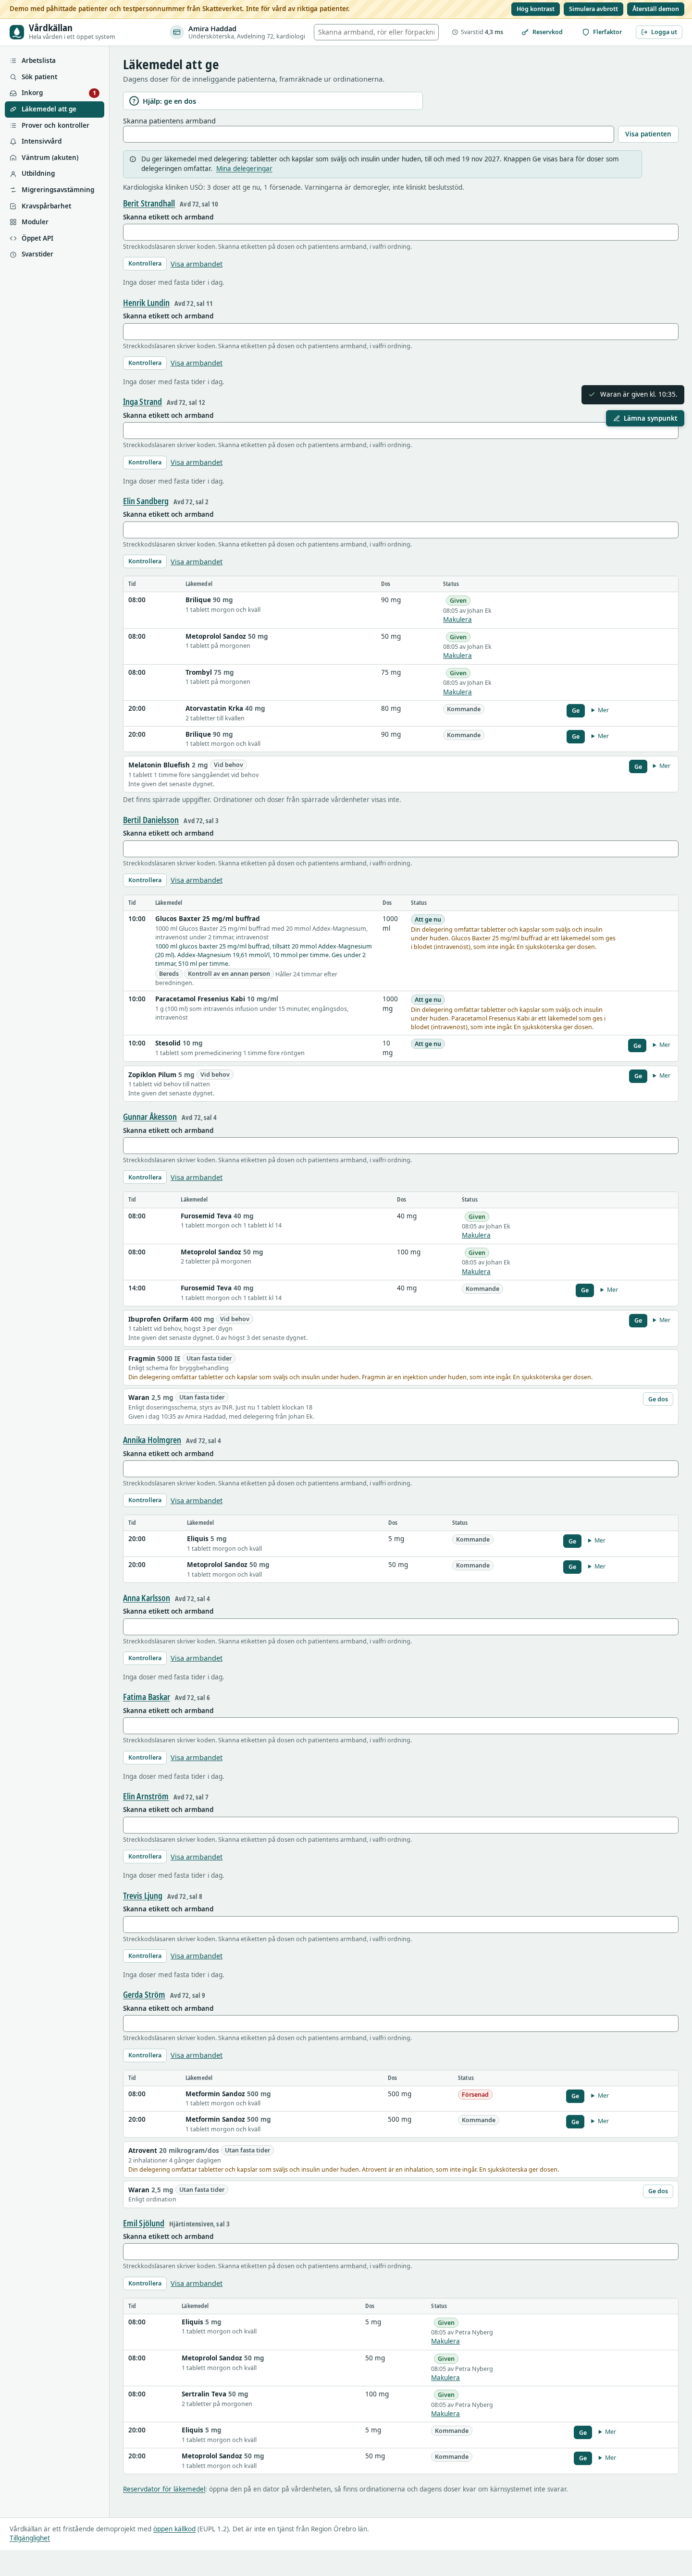 Demo med påhittade patienter och testpersonnummer från Skatteverket. Inte för vård av riktiga patienter.
Hög kontrast
Simulera avbrott
Återställ demon
Vårdkällan
Hela vården i ett öppet system
Amira Haddad
Undersköterska, Avdelning 72, kardiologi
Skanna armband, rör eller förpackni
Svarstid 4,3 ms
Reservkod
Flerfaktor
Logga ut
Arbetslista
Sök patient
Inkorg
1
Läkemedel att ge
Prover och kontroller
Intensivvård
Väntrum (akuten)
Utbildning
Migreringsavstämning
Kravspårbarhet
Moduler
Öppet API
Svarstider
Läkemedel att ge
Dagens doser för de inneliggande patienterna, framräknade ur ordinationerna.
Hjälp: ge en dos
Skanna patientens armband
Visa patienten
Du ger läkemedel med delegering: tabletter och kapslar som sväljs och insulin under huden, till och med 19 nov 2027. Knappen Ge visas bara för doser som
delegeringen omfattar. Mina delegeringar
Kardiologiska kliniken USÖ: 3 doser att ge nu, 1 försenade. Varningarna är demoregler, inte kliniskt beslutsstöd.
Berit Strandhall Avd 72, sal 10
Skanna etikett och armband
Streckkodsläsaren skriver koden. Skanna etiketten på dosen och patientens armband, i valfri ordning.
Kontrollera Visa armbandet
Inga doser med fasta tider i dag.
Henrik Lundin Avd 72, sal 11
Skanna etikett och armband
Streckkodsläsaren skriver koden. Skanna etiketten på dosen och patientens armband, i valfri ordning.
Kontrollera Visa armbandet
Inga doser med fasta tider i dag.
Waran är given kl. 10:35.
Lämna synpunkt
Inga Strand Avd 72, sal 12
Skanna etikett och armband
Streckkodsläsaren skriver koden. Skanna etiketten på dosen och patientens armband, i valfri ordning.
Kontrollera Visa armbandet
Inga doser med fasta tider i dag.
Elin Sandberg Avd 72, sal 2
Skanna etikett och armband
Streckkodsläsaren skriver koden. Skanna etiketten på dosen och patientens armband, i valfri ordning.
Kontrollera Visa armbandet
Tid Läkemedel Dos Status
08:00 Brilique 90 mg 90 mg Given
1 tablett morgon och kväll 08:05 av Johan Ek
Makulera
08:00 Metoprolol Sandoz 50 mg 50 mg Given
1 tablett på morgonen 08:05 av Johan Ek
Makulera
08:00 Trombyl 75 mg 75 mg Given
1 tablett på morgonen 08:05 av Johan Ek
Makulera
20:00 Atorvastatin Krka 40 mg 80 mg Kommande Ge Mer
2 tabletter till kvällen
20:00 Brilique 90 mg 90 mg Kommande Ge Mer
1 tablett morgon och kväll
Melatonin Bluefish 2 mg Vid behov Ge Mer
1 tablett 1 timme före sänggåendet vid behov
Inte given det senaste dygnet.
Det finns spärrade uppgifter. Ordinationer och doser från spärrade vårdenheter visas inte.
Bertil Danielsson Avd 72, sal 3
Skanna etikett och armband
Streckkodsläsaren skriver koden. Skanna etiketten på dosen och patientens armband, i valfri ordning.
Kontrollera Visa armbandet
Tid Läkemedel Dos Status
10:00 Glucos Baxter 25 mg/ml buffrad 1000 ml Att ge nu
1000 ml Glucos Baxter 25 mg/ml buffrad med 20 mmol Addex-Magnesium,
intravenöst under 2 timmar, intravenöst
1000 ml glucos baxter 25 mg/ml buffrad, tillsätt 20 mmol Addex-Magnesium
(20 ml). Addex-Magnesium 19,61 mmol/l, 10 mmol per timme. Ges under 2
timmar, 510 ml per timme.
Bereds Kontroll av en annan person Håller 24 timmar efter
beredningen.
Din delegering omfattar tabletter och kapslar som sväljs och insulin
under huden. Glucos Baxter 25 mg/ml buffrad är ett läkemedel som ges
i blodet (intravenöst), som inte ingår. En sjuksköterska ger dosen.
10:00 Paracetamol Fresenius Kabi 10 mg/ml 1000 mg Att ge nu
1 g (100 ml) som intravenös infusion under 15 minuter, engångsdos,
intravenöst
Din delegering omfattar tabletter och kapslar som sväljs och insulin
under huden. Paracetamol Fresenius Kabi är ett läkemedel som ges i
blodet (intravenöst), som inte ingår. En sjuksköterska ger dosen.
10:00 Stesolid 10 mg 10 mg Att ge nu Ge Mer
1 tablett som premedicinering 1 timme före röntgen
Zopiklon Pilum 5 mg Vid behov Ge Mer
1 tablett vid behov till natten
Inte given det senaste dygnet.
Gunnar Åkesson Avd 72, sal 4
Skanna etikett och armband
Streckkodsläsaren skriver koden. Skanna etiketten på dosen och patientens armband, i valfri ordning.
Kontrollera Visa armbandet
Tid Läkemedel Dos Status
08:00 Furosemid Teva 40 mg 40 mg Given
1 tablett morgon och 1 tablett kl 14 08:05 av Johan Ek
Makulera
08:00 Metoprolol Sandoz 50 mg 100 mg Given
2 tabletter på morgonen 08:05 av Johan Ek
Makulera
14:00 Furosemid Teva 40 mg 40 mg Kommande Ge Mer
1 tablett morgon och 1 tablett kl 14
Ibuprofen Orifarm 400 mg Vid behov Ge Mer
1 tablett vid behov, högst 3 per dygn
Inte given det senaste dygnet. 0 av högst 3 det senaste dygnet.
Fragmin 5000 IE Utan fasta tider
Enligt schema för bryggbehandling
Din delegering omfattar tabletter och kapslar som sväljs och insulin under huden. Fragmin är en injektion under huden, som inte ingår. En sjuksköterska ger dosen.
Waran 2,5 mg Utan fasta tider Ge dos
Enligt doseringsschema, styrs av INR, just nu 1 tablett klockan 18
Given i dag 10:35 av Amira Haddad, med delegering från Johan Ek.
Annika Holmgren Avd 72, sal 4
Skanna etikett och armband
Streckkodsläsaren skriver koden. Skanna etiketten på dosen och patientens armband, i valfri ordning.
Kontrollera Visa armbandet
Tid Läkemedel Dos Status
20:00 Eliquis 5 mg 5 mg Kommande Ge Mer
1 tablett morgon och kväll
20:00 Metoprolol Sandoz 50 mg 50 mg Kommande Ge Mer
1 tablett morgon och kväll
Anna Karlsson Avd 72, sal 4
Skanna etikett och armband
Streckkodsläsaren skriver koden. Skanna etiketten på dosen och patientens armband, i valfri ordning.
Kontrollera Visa armbandet
Inga doser med fasta tider i dag.
Fatima Baskar Avd 72, sal 6
Skanna etikett och armband
Streckkodsläsaren skriver koden. Skanna etiketten på dosen och patientens armband, i valfri ordning.
Kontrollera Visa armbandet
Inga doser med fasta tider i dag.
Elin Arnström Avd 72, sal 7
Skanna etikett och armband
Streckkodsläsaren skriver koden. Skanna etiketten på dosen och patientens armband, i valfri ordning.
Kontrollera Visa armbandet
Inga doser med fasta tider i dag.
Trevis Ljung Avd 72, sal 8
Skanna etikett och armband
Streckkodsläsaren skriver koden. Skanna etiketten på dosen och patientens armband, i valfri ordning.
Kontrollera Visa armbandet
Inga doser med fasta tider i dag.
Gerda Ström Avd 72, sal 9
Skanna etikett och armband
Streckkodsläsaren skriver koden. Skanna etiketten på dosen och patientens armband, i valfri ordning.
Kontrollera Visa armbandet
Tid Läkemedel Dos Status
08:00 Metformin Sandoz 500 mg 500 mg Försenad Ge Mer
1 tablett morgon och kväll
20:00 Metformin Sandoz 500 mg 500 mg Kommande Ge Mer
1 tablett morgon och kväll
Atrovent 20 mikrogram/dos Utan fasta tider
2 inhalationer 4 gånger dagligen
Din delegering omfattar tabletter och kapslar som sväljs och insulin under huden. Atrovent är en inhalation, som inte ingår. En sjuksköterska ger dosen.
Waran 2,5 mg Utan fasta tider Ge dos
Enligt ordination
Emil Sjölund Hjärtintensiven, sal 3
Skanna etikett och armband
Streckkodsläsaren skriver koden. Skanna etiketten på dosen och patientens armband, i valfri ordning.
Kontrollera Visa armbandet
Tid Läkemedel Dos Status
08:00 Eliquis 5 mg 5 mg Given
1 tablett morgon och kväll 08:05 av Petra Nyberg
Makulera
08:00 Metoprolol Sandoz 50 mg 50 mg Given
1 tablett morgon och kväll 08:05 av Petra Nyberg
Makulera
08:00 Sertralin Teva 50 mg 100 mg Given
2 tabletter på morgonen 08:05 av Petra Nyberg
Makulera
20:00 Eliquis 5 mg 5 mg Kommande Ge Mer
1 tablett morgon och kväll
20:00 Metoprolol Sandoz 50 mg 50 mg Kommande Ge Mer
1 tablett morgon och kväll
Reservdator för läkemedel: öppna den på en dator på vårdenheten, så finns ordinationerna och dagens doser kvar om kärnsystemet inte svarar.
Vårdkällan är ett fristående demoprojekt med öppen källkod (EUPL 1.2). Det är inte en tjänst från Region Örebro län.
Tillgänglighet